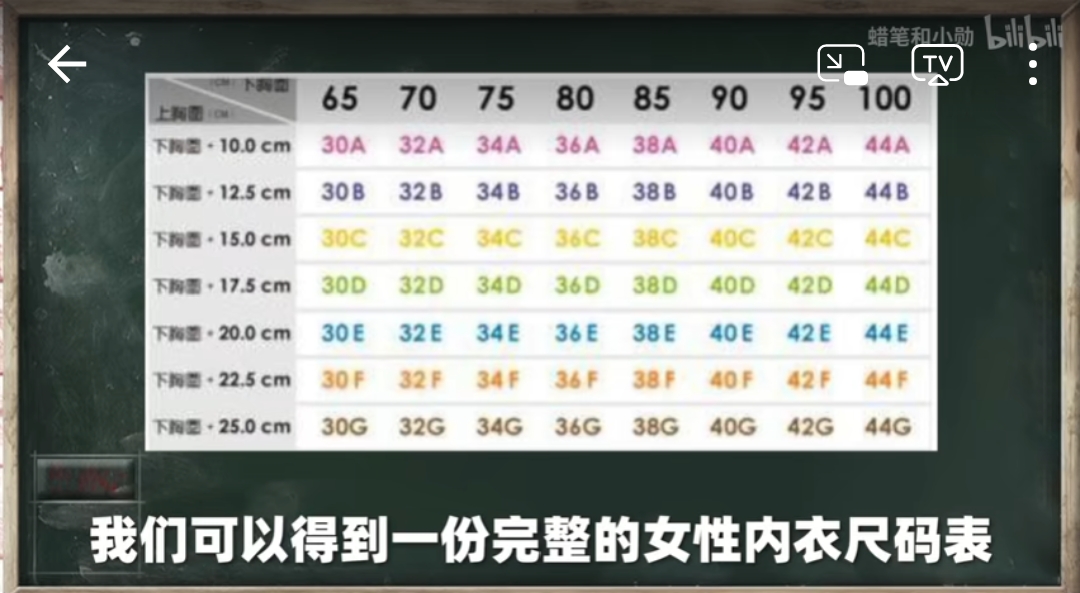 蜡笔和小勋 bilibili
TV
(CM) 下胸围
上胸围 (CM)
65 70 75 80 85 90 95 100
下胸围 + 10.0 cm 30A 32A 34A 36A 38A 40A 42A 44A
下胸围 + 12.5 cm 30B 32B 34B 36B 38B 40B 42B 44B
下胸围 + 15.0 cm 30C 32C 34C 36C 38C 40C 42C 44C
下胸围 + 17.5 cm 30D 32D 34D 36D 38D 40D 42D 44D
下胸围 + 20.0 cm 30E 32E 34E 36E 38E 40E 42E 44E
下胸围 + 22.5 cm 30F 32F 34F 36F 38F 40F 42F 44F
下胸围 + 25.0 cm 30G 32G 34G 36G 38G 40G 42G 44G
我们可以得到一份完整的女性内衣尺码表